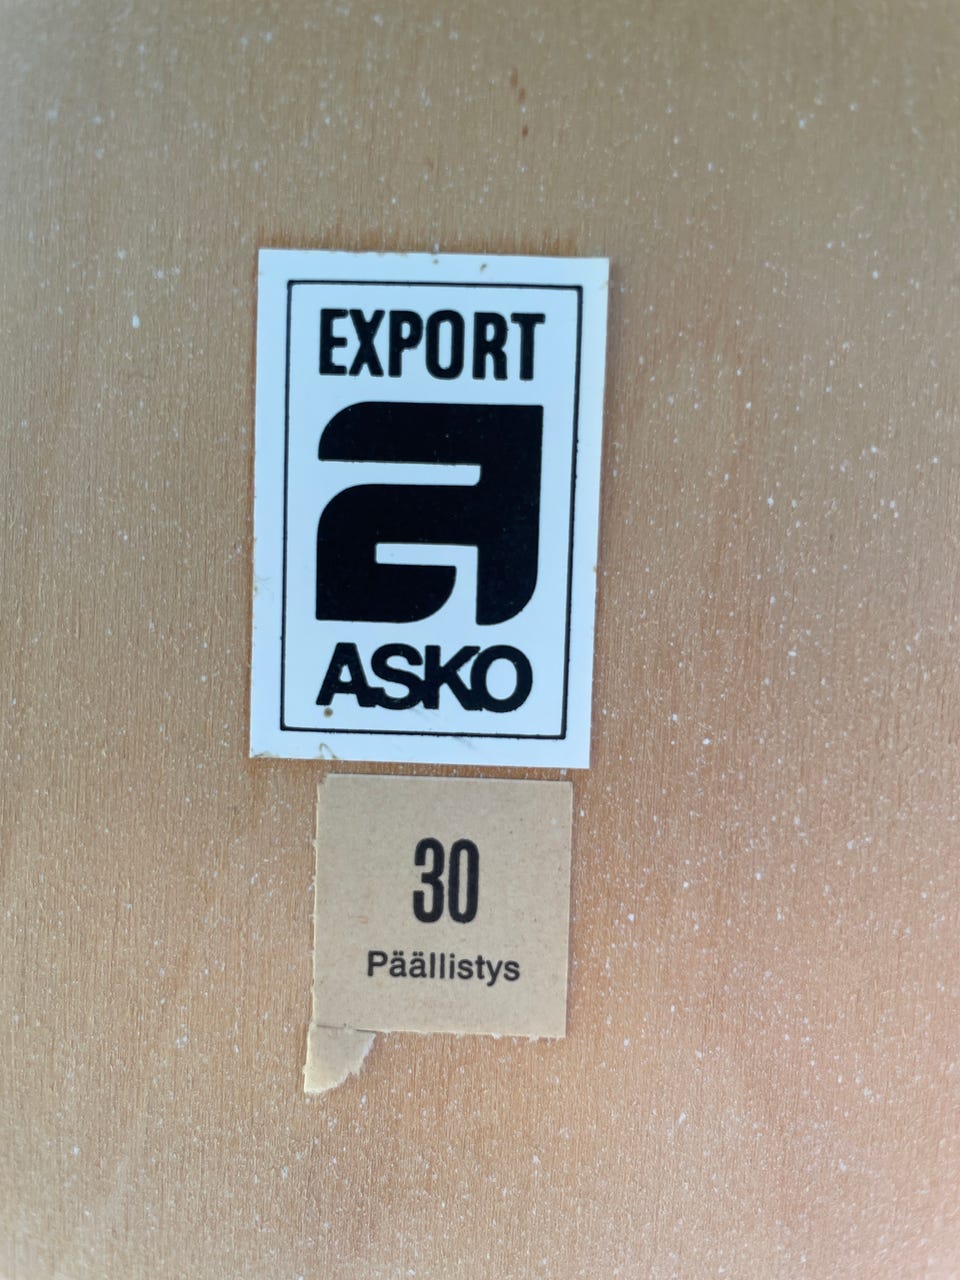 EXPORT
a
ASKO
30
Päällistys